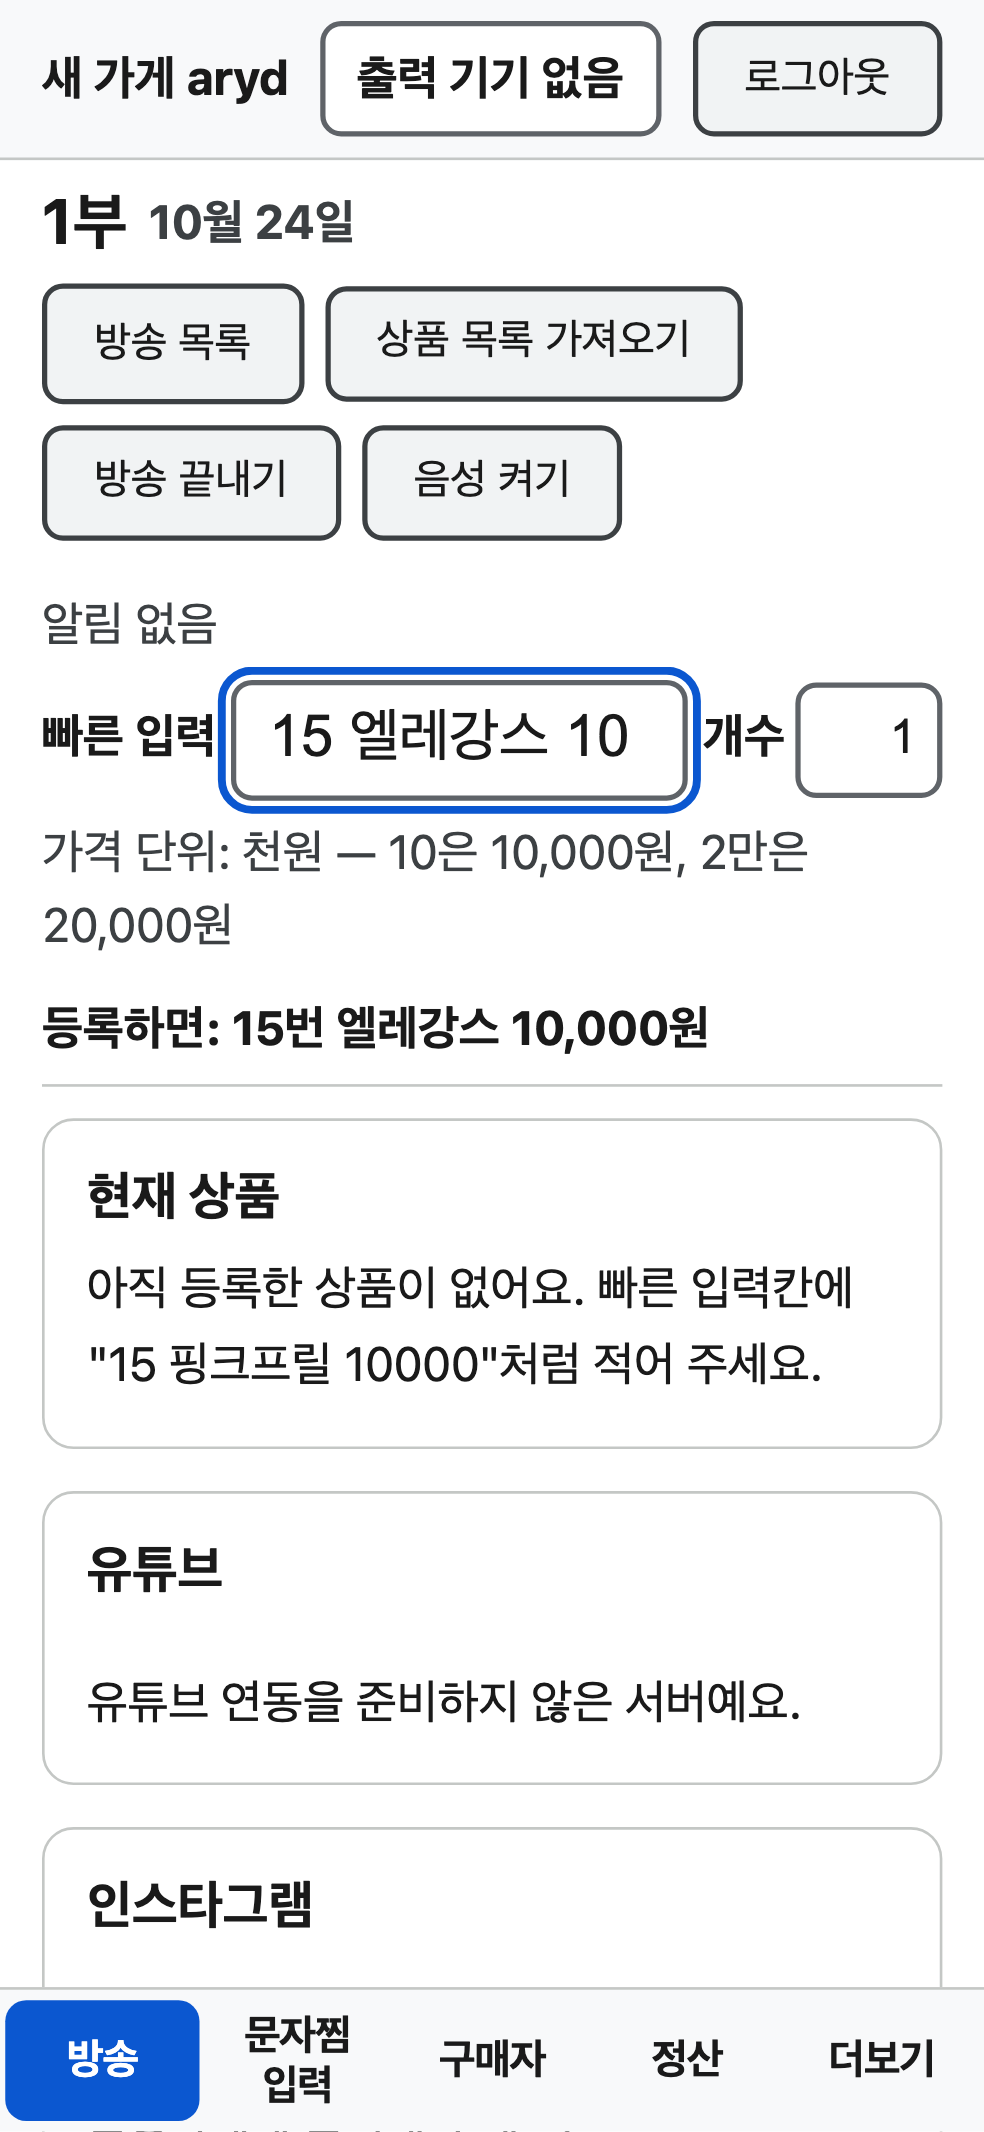 새 가게 aryd 출력 기기 없음 로그아웃
1부 10월 24일
방송 목록 상품 목록 가져오기
방송 끝내기 음성 켜기
알림 없음
빠른 입력 15 엘레강스 10 개수 1
가격 단위: 천원 — 10은 10,000원, 2만은
20,000원
등록하면: 15번 엘레강스 10,000원
현재 상품
아직 등록한 상품이 없어요. 빠른 입력칸에
"15 핑크프릴 10000"처럼 적어 주세요.
유튜브
유튜브 연동을 준비하지 않은 서버예요.
인스타그램
방송 문자찜 입력 구매자 정산 더보기